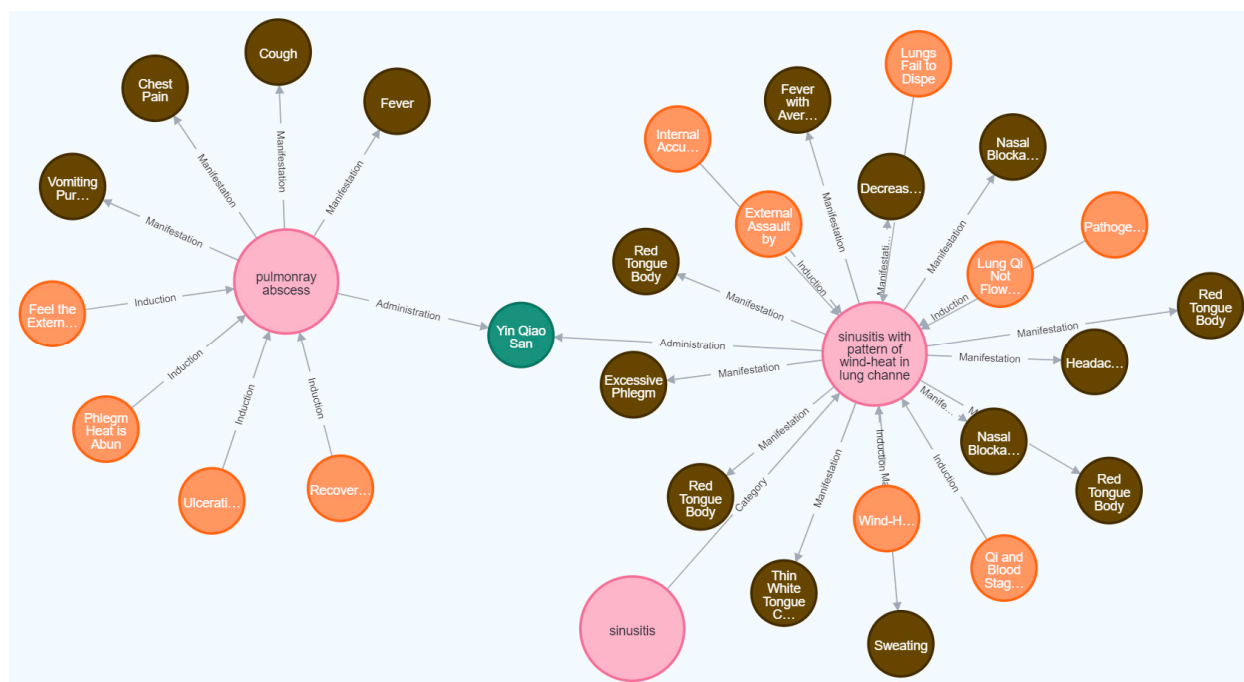 Cough
Chest
Pain
Fever
Vomiting
Pur...
Manifestation
Manifestation
Manifestation
Manifestation
pulmonray
abscess
Feel the
Extern...
Induction
Phlegm
Heat is
Abun
Induction
Ulcerati...
Induction
Recover...
Induction
Administration
Yin Qiao
San
Administration
Lungs
Fail to
Dispe
Fever
with
Aver...
Internal
Accu...
Nasal
Blocka...
Decreas...
External
Assault
by
Induction
Manifestation
Manifestati...
Manifestation
Pathoge...
Lung Qi
Not
Flow...
Induction
Red
Tongue
Body
Manifestation
Red
Tongue
Body
Manifestation
sinusitis with
pattern of
wind-heat in
lung channe
Manifestation
Headac...
Excessive
Phlegm
Manifestation
Manife...
Nasal
Blocka...
Red
Tongue
Body
Red
Tongue
Body
Manifestation
Category
Manifestation
Induction
Wind-H...
Induction
Qi and
Blood
Stag...
Thin
White
Tongue
C...
Sweating
sinusitis